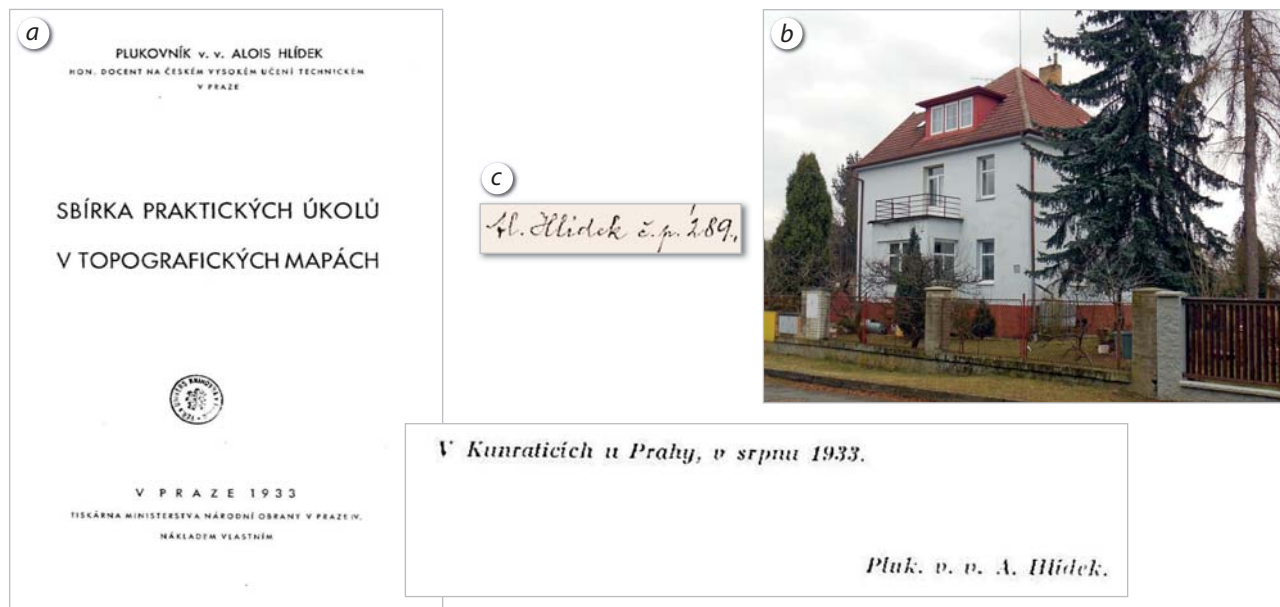 a
PLUKOVNÍK v. v. ALOIS HLÍDEK
HON. DOCENT NA ČESKÉM VYSOKÉM UČENÍ TECHNICKÉM
V PRAZE
SBÍRKA PRAKTICKÝCH ÚKOLŮ
V TOPOGRAFICKÝCH MAPÁCH
V PRAZE 1933
TISKÁRNA MINISTERSTVA NÁRODNÍ OBRANY V PRAZE IV.
NÁKLADEM VLASTNÍM
b
c
Al. Hlídek č.p. 289,
V Kunraticích u Prahy, v srpnu 1933.
Pluk. v. v. A. Hlídek.